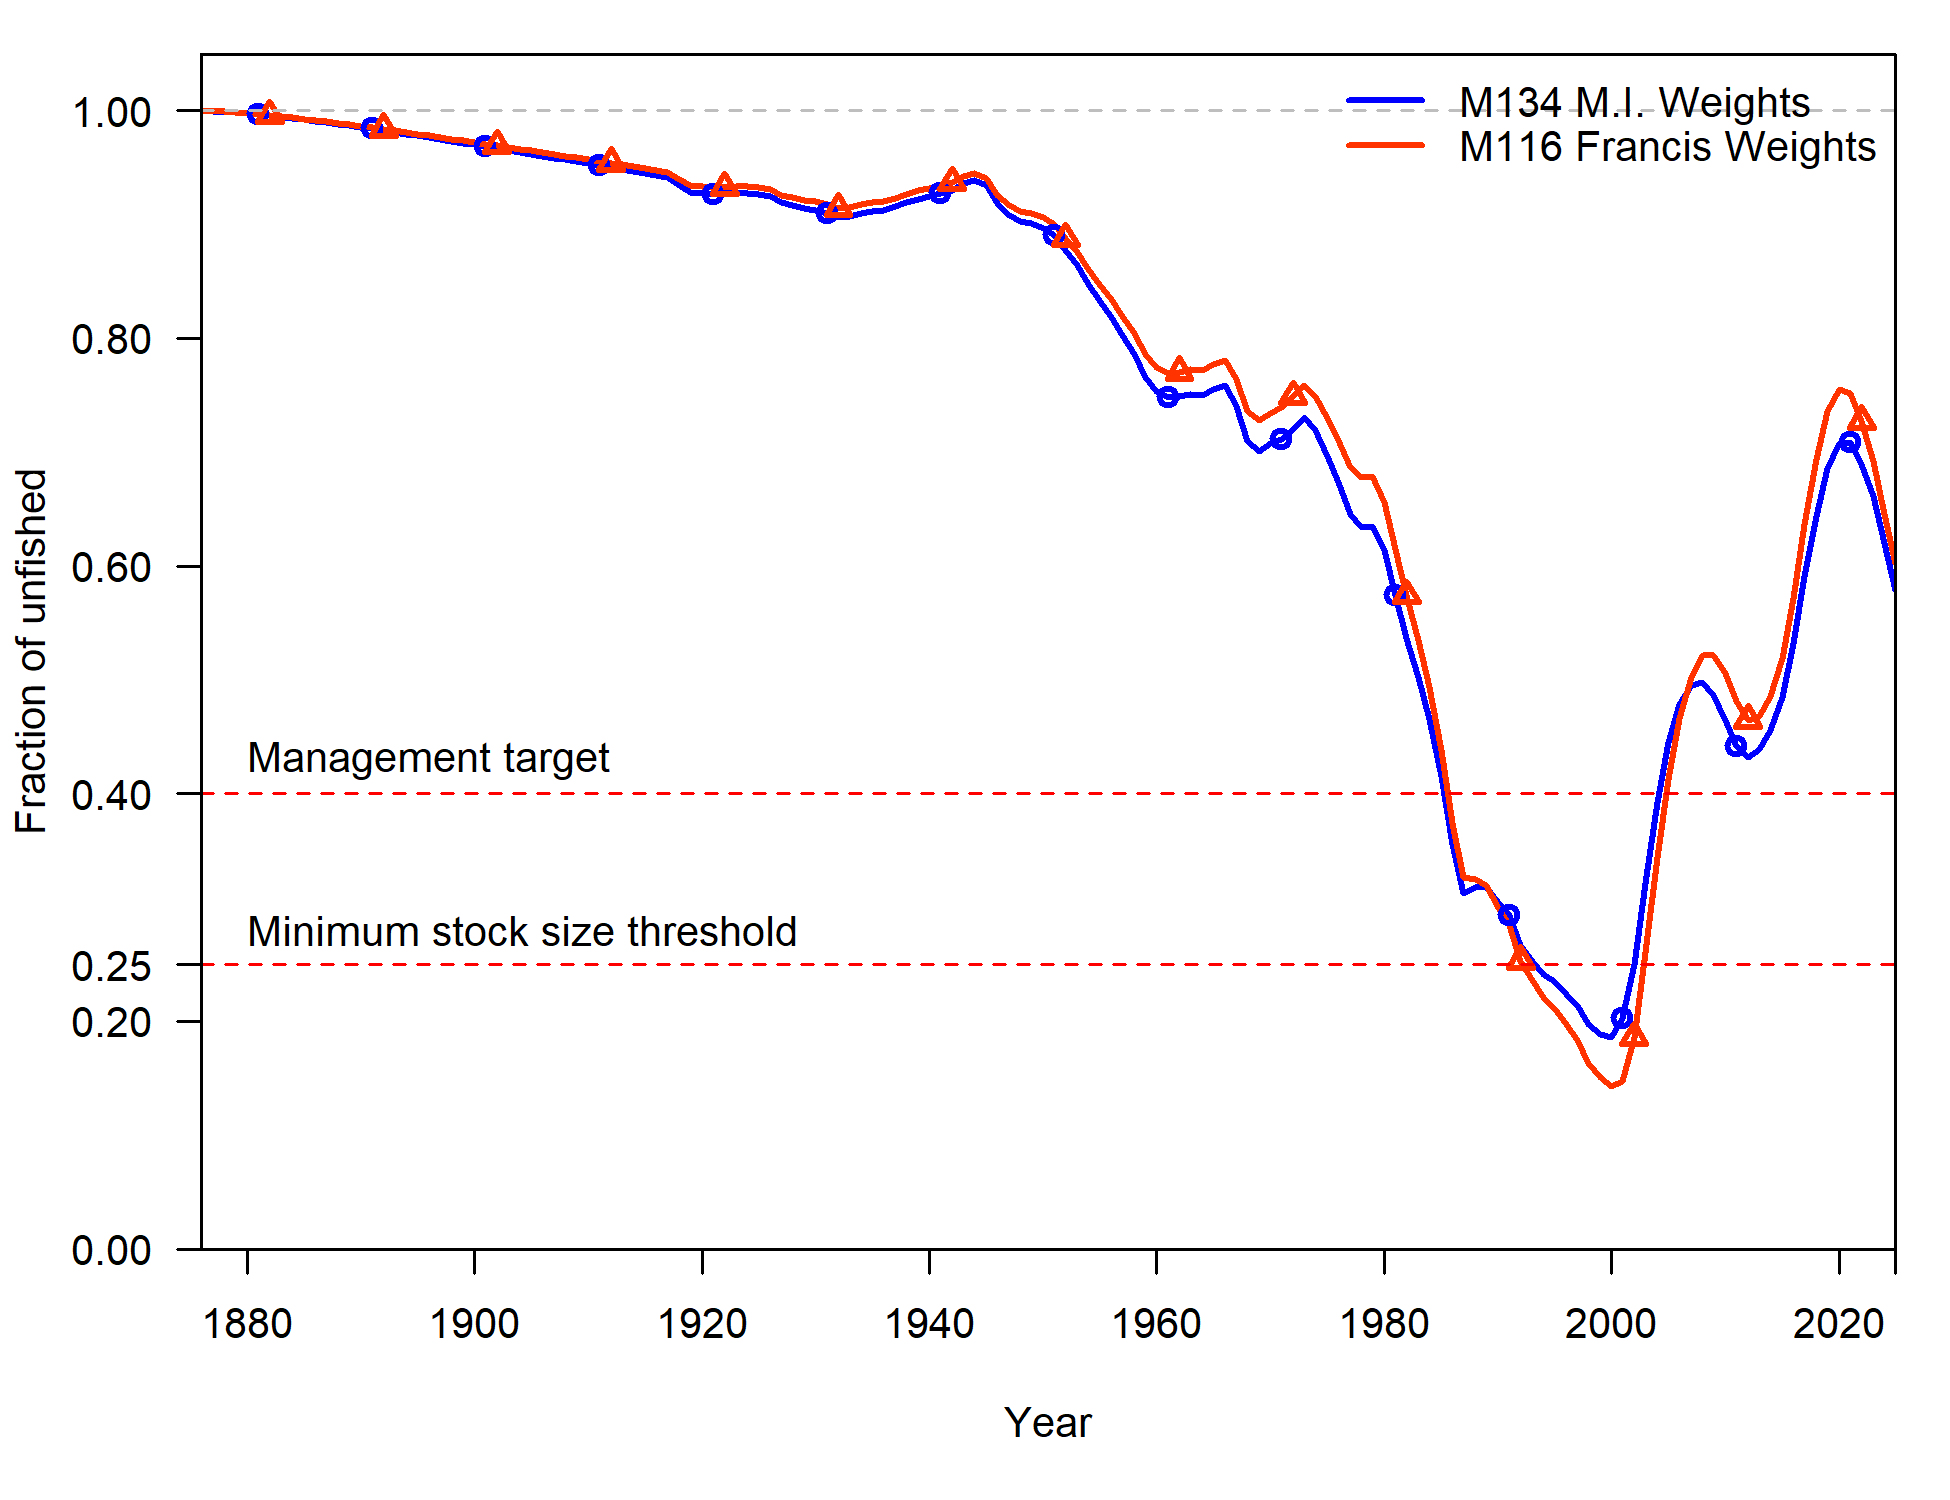 M134 M.I. Weights
M116 Francis Weights
1.00
0.80
0.60
0.40
0.25
0.20
0.00
Fraction of unfished
Management target
Minimum stock size threshold
1880 1900 1920 1940 1960 1980 2000 2020
Year